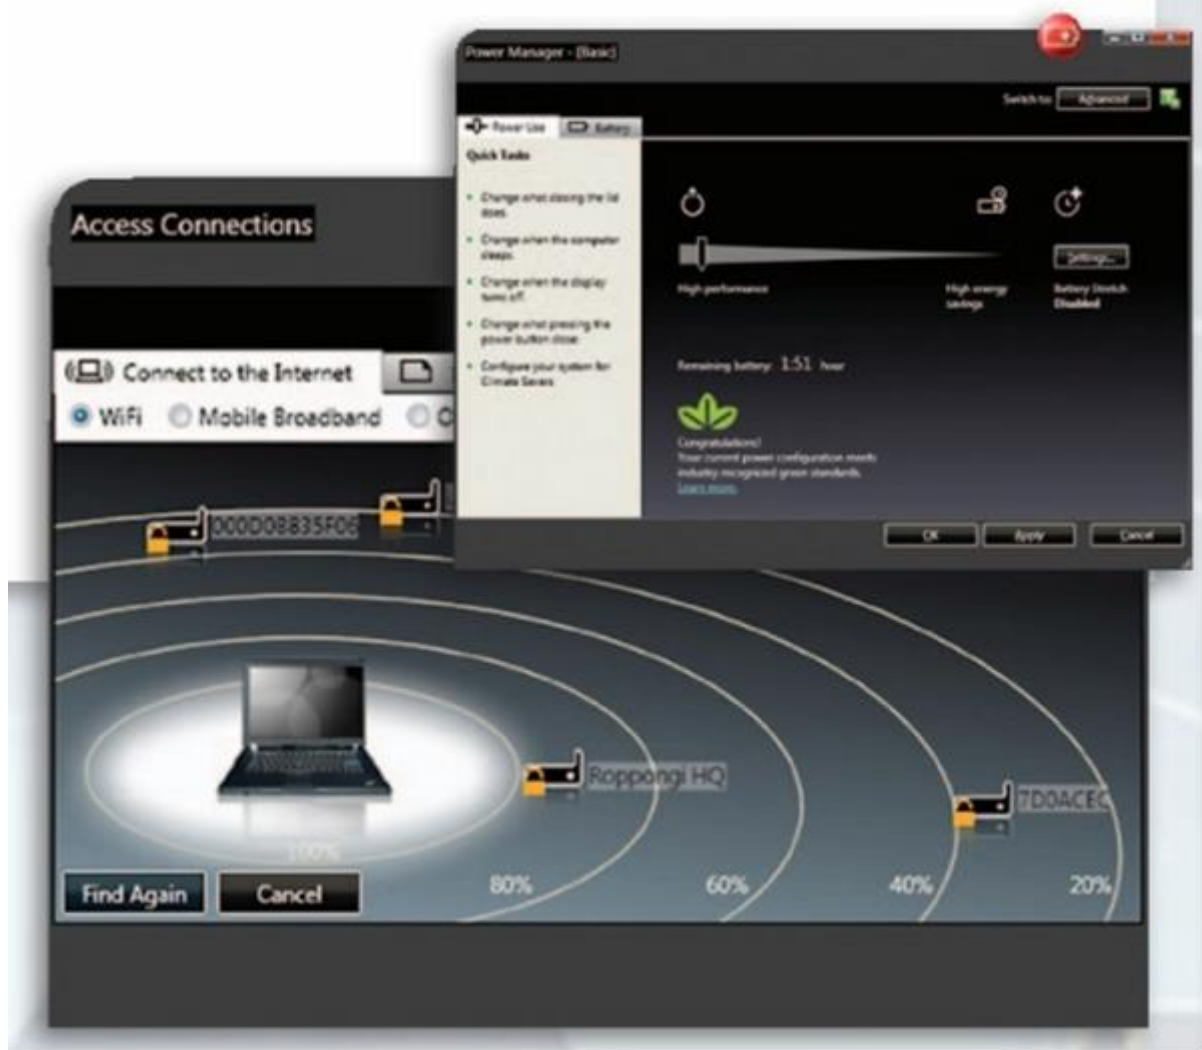 Power Manager - (Basic)
Switch to: Advanced
Power Use
Battery
Quick Tasks
Change what closing the lid
does.
Change when the computer
sleeps.
Change when the display
turns off.
Change what pressing the
power button does
Configure your system for
Climate Savers
High performance
High energy
savings
Settings...
Battery Stretch
Disabled
Remaining battery: 1:51 hour
Congratulations!
Your current power configuration meets
industry recognized green standards.
Learn more.
OK
Apply
Cancel
Access Connections
Connect to the Internet
WiFi
Mobile Broadband
000D0B835F06
Roppongi HQ
7D0ACEC
100%
80%
60%
40%
20%
Find Again
Cancel